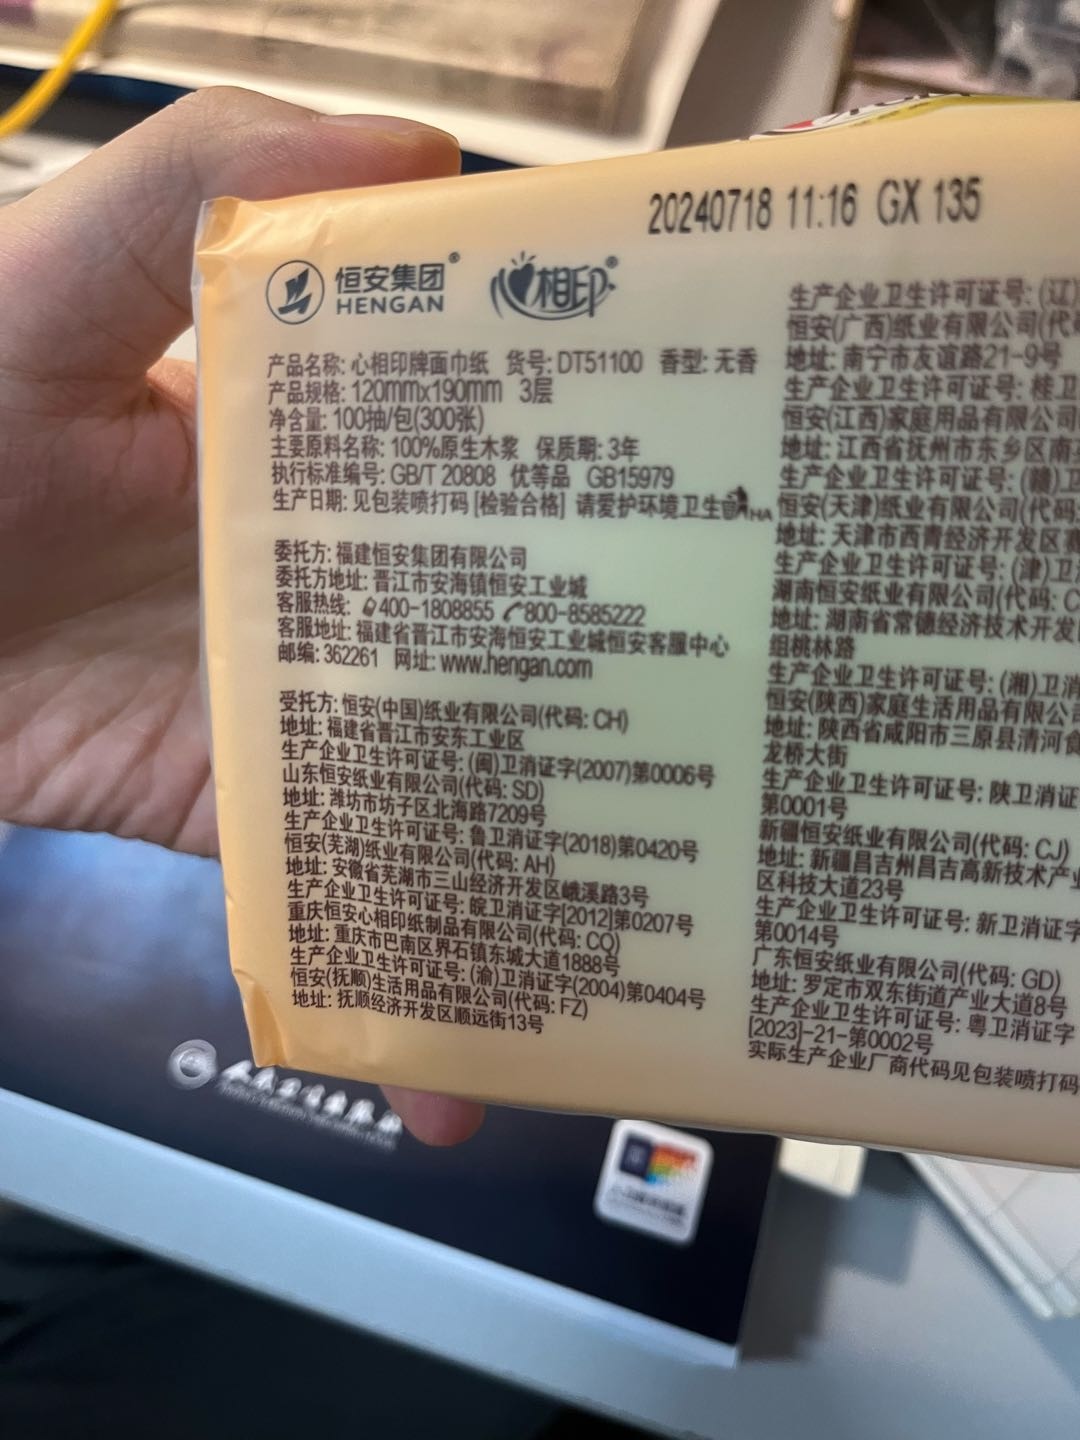 20240718 11:16 GX 135
恒安集团®
HENGAN
心相印®
产品名称: 心相印牌面巾纸 货号: DT51100 香型: 无香
产品规格: 120mmx190mm 3层
净含量: 100抽/包(300张)
主要原料名称: 100%原生木浆 保质期: 3年
执行标准编号: GB/T 20808 优等品 GB15979
生产日期: 见包装喷打码 [检验合格] 请爱护环境卫生 HA
委托方: 福建恒安集团有限公司
委托方地址: 晋江市安海镇恒安工业城
客服热线: 400-1808855 800-8585222
客服地址: 福建省晋江市安海恒安工业城恒安客服中心
邮编: 362261 网址: www.hengan.com
受托方: 恒安(中国)纸业有限公司(代码: CH)
地址: 福建省晋江市安东工业区
生产企业卫生许可证号: (闽)卫消证字(2007)第0006号
山东恒安纸业有限公司(代码: SD)
地址: 潍坊市坊子区北海路7209号
生产企业卫生许可证号: 鲁卫消证字(2018)第0420号
恒安(芜湖)纸业有限公司(代码: AH)
地址: 安徽省芜湖市三山经济开发区峨溪路3号
生产企业卫生许可证号: 皖卫消证字[2012]第0207号
重庆恒安心相印纸制品有限公司(代码: CQ)
地址: 重庆市巴南区界石镇东城大道1888号
生产企业卫生许可证号: (渝)卫消证字(2004)第0404号
恒安(抚顺)生活用品有限公司(代码: FZ)
地址: 抚顺经济开发区顺远街13号
生产企业卫生许可证号: (辽)
恒安(广西)纸业有限公司(代码
地址: 南宁市友谊路21-9号
生产企业卫生许可证号: 桂卫
恒安(江西)家庭用品有限公司
地址: 江西省抚州市东乡区南
生产企业卫生许可证号: (赣)卫
恒安(天津)纸业有限公司(代码:
地址: 天津市西青经济开发区赛
生产企业卫生许可证号: (津)卫
湖南恒安纸业有限公司(代码: C
地址: 湖南省常德经济技术开发
组桃林路
生产企业卫生许可证号: (湘)卫消
恒安(陕西)家庭生活用品有限公司
地址: 陕西省咸阳市三原县清河食
龙桥大街
生产企业卫生许可证号: 陕卫消证
第0001号
新疆恒安纸业有限公司(代码: CJ)
地址: 新疆昌吉州昌吉高新技术产业
区科技大道23号
生产企业卫生许可证号: 新卫消证字
第0014号
广东恒安纸业有限公司(代码: GD)
地址: 罗定市双东街道产业大道8号
生产企业卫生许可证号: 粤卫消证字
[2023]-21-第0002号
实际生产企业厂商代码见包装喷打码